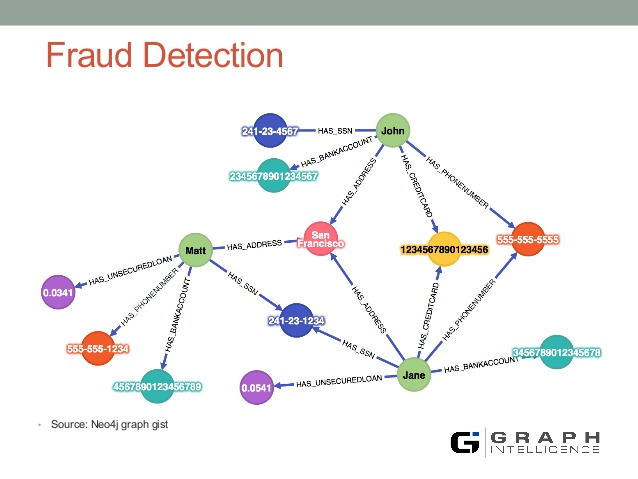 Fraud Detection
241-23-4567
HAS_SSN
John
HAS_BANKACCOUNT
2345678901234567
HAS_ADDRESS
HAS_CREDITCARD
HAS_PHONENUMBER
San
Francisco
1234567890123456
555-555-5555
Matt
HAS_ADDRESS
HAS_UNSECUREDLOAN
0.0341
HAS_PHONENUMBER
HAS_BANKACCOUNT
HAS_SSN
241-23-1234
HAS_ADDRESS
HAS_CREDITCARD
HAS_PHONENUMBER
555-555-1234
HAS_SSN
3456789012345678
4567890123456789
0.0541
HAS_UNSECUREDLOAN
Jane
HAS_BANKACCOUNT
• Source: Neo4j graph gist
GRAPH
INTELLIGENCE